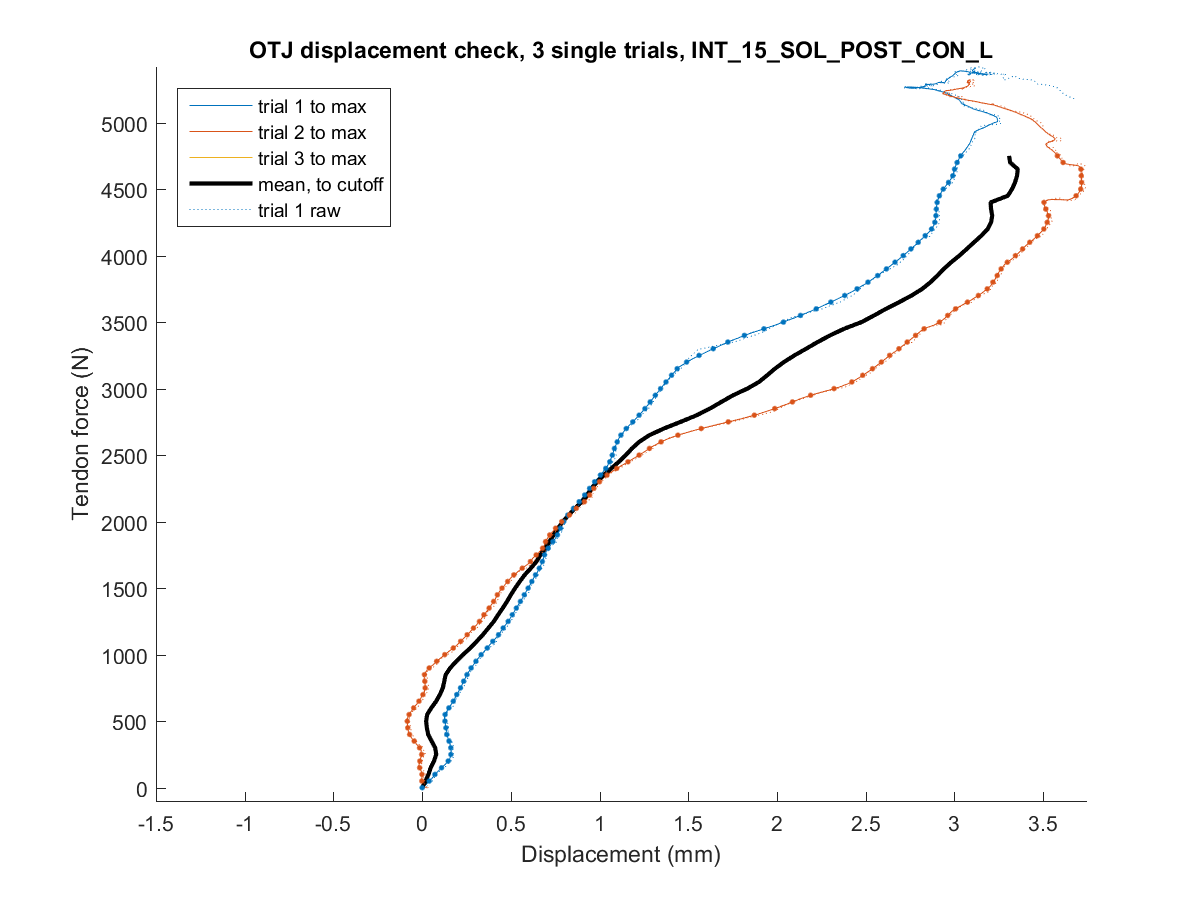 OTJ displacement check, 3 single trials, INT_15_SOL_POST_CON_L
trial 1 to max
trial 2 to max
trial 3 to max
mean, to cutoff
trial 1 raw
5000
4500
4000
3500
3000
2500
2000
1500
1000
500
0
Tendon force (N)
-1.5 -1 -0.5 0 0.5 1 1.5 2 2.5 3 3.5
Displacement (mm)